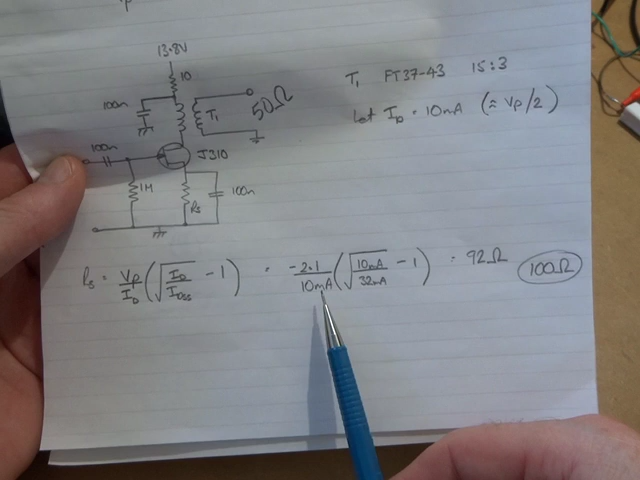 13.8V
10
100n
T1
50Ω
T1 FT37-43 15:3
Let ID = 10mA (≈ VP/2)
100n
J310
1M
RS
100n
RS = VP/ID (√(ID/IDSS) - 1) = -2.1/10mA (√(10mA/32mA) - 1) = 92Ω 100Ω